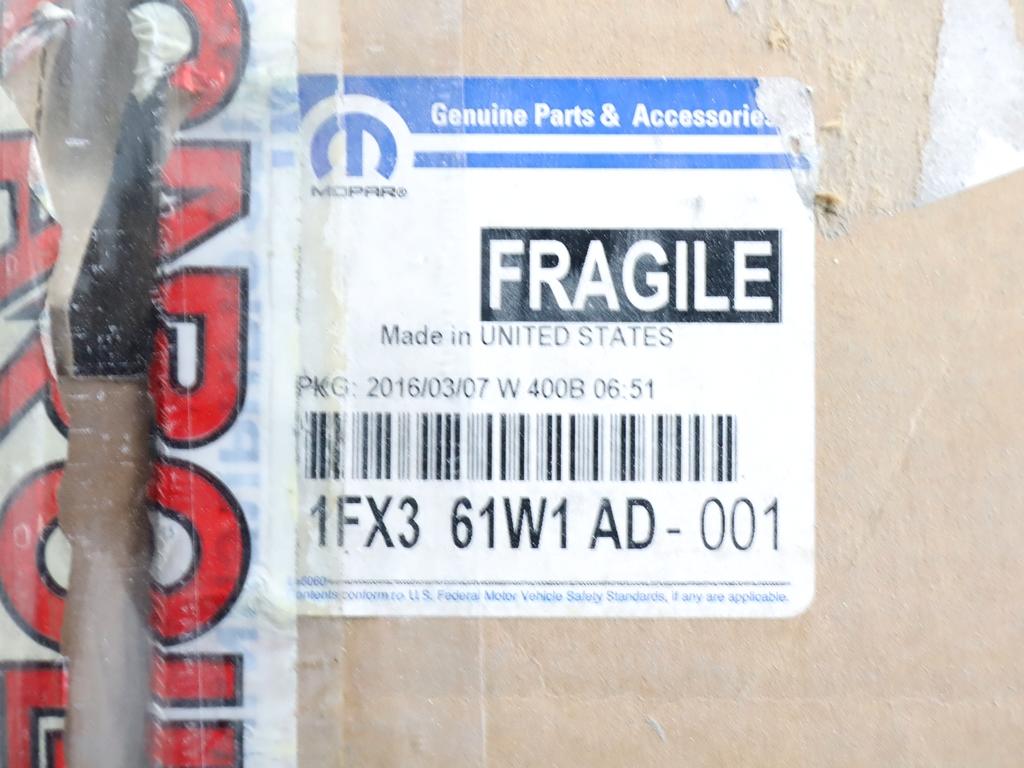 Genuine Parts & Accessories
MOPAR®
FRAGILE
Made in UNITED STATES
PKG: 2016/03/07 W 400B 06:51
1FX3 61W1 AD - 001
contents conform to U.S. Federal Motor Vehicle Safety Standards, if any are applicable.